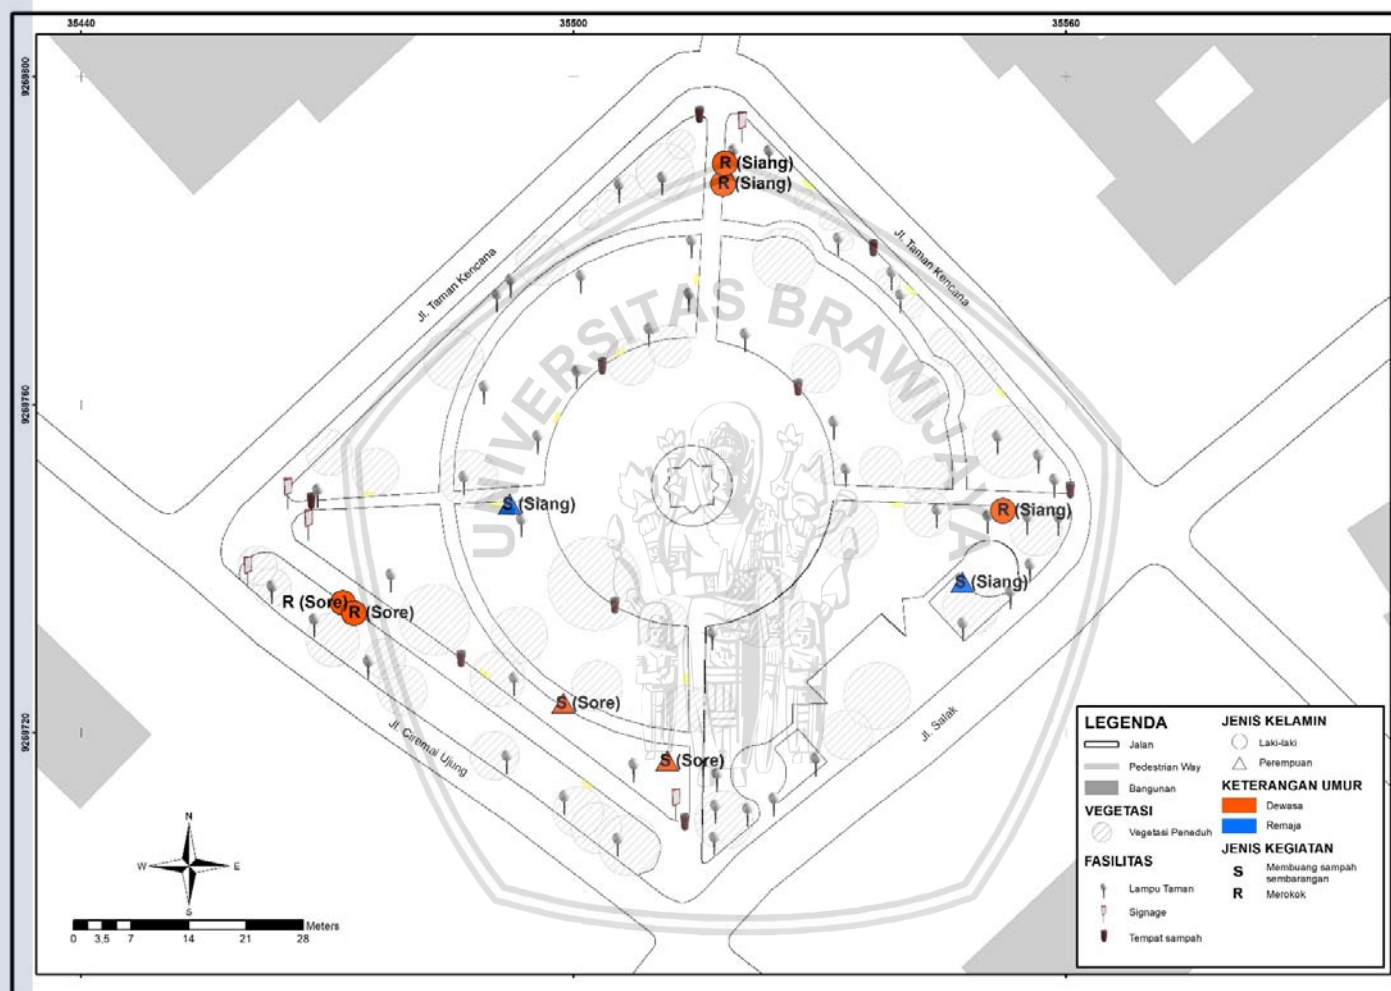 35440 35500 35560
9269800
9269760
9269720
R (Siang)
R (Siang)
Jl. Taman Kencana
Jl. Taman Kencana
UNIVERSITAS BRAWIJAYA
S (Siang)
R (Siang)
S (Siang)
R (Sore)
R (Sore)
S (Sore)
S (Sore)
Jl. Ciremai Ujung
Jl. Salak
N
W E
S
Meters
0 3,5 7 14 21 28
LEGENDA
Jalan
Pedestrian Way
Bangunan
VEGETASI
Vegetasi Peneduh
FASILITAS
Lampu Taman
Signage
Tempat sampah
JENIS KELAMIN
Laki-laki
Perempuan
KETERANGAN UMUR
Dewasa
Remaja
JENIS KEGIATAN
S Membuang sampah
sembarangan
R Merokok